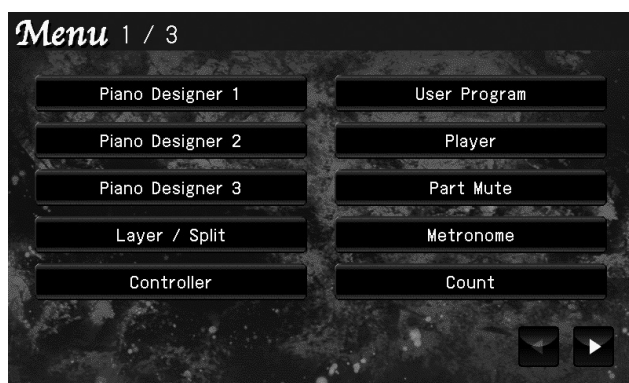 Menu 1 / 3
Piano Designer 1
Piano Designer 2
Piano Designer 3
Layer / Split
Controller
User Program
Player
Part Mute
Metronome
Count